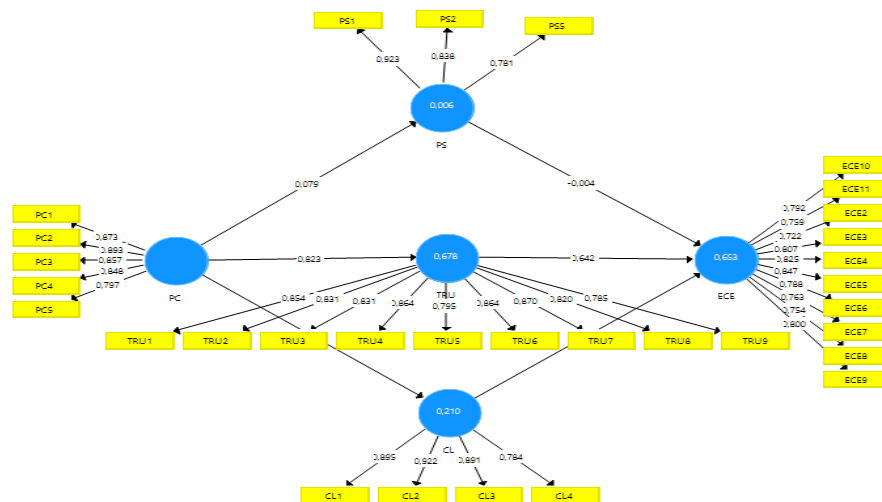 PS1
PS2
PS5
0,923
0,838
0,781
0,006
PS
0,079
-0,004
PC1
PC2
PC3
PC4
PC5
0,873
0,893
0,857
0,848
0,797
PC
0,823
0,678
TRU
0,642
0,653
ECE
0,854
0,831
0,831
0,864
0,795
0,864
0,870
0,820
0,785
TRU1
TRU2
TRU3
TRU4
TRU5
TRU6
TRU7
TRU8
TRU9
0,792
0,759
0,722
0,807
0,825
0,847
0,788
0,763
0,754
0,800
ECE10
ECE11
ECE2
ECE3
ECE4
ECE5
ECE6
ECE7
ECE8
ECE9
0,210
CL
0,895
0,922
0,891
0,784
CL1
CL2
CL3
CL4